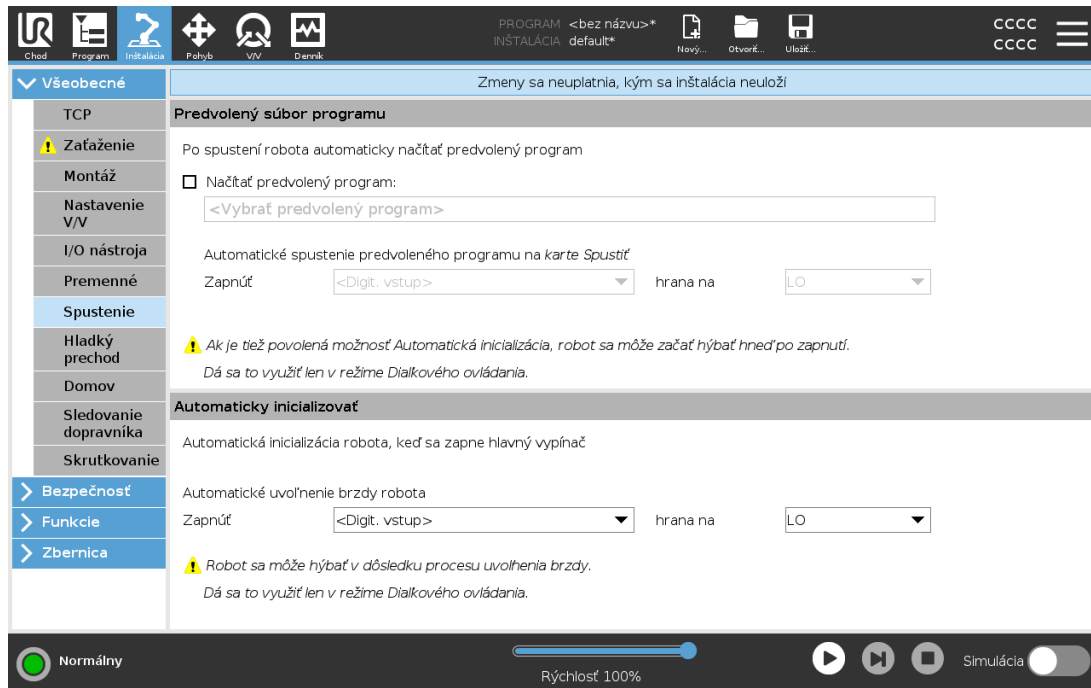 PROGRAM <bez názvu>*
INŠTALÁCIA default*
Chod
Program
Inštalácia
Pohyb
V/V
Denník
Nový...
Otvoriť...
Uložiť...
CCCC
CCCC
Všeobecné
TCP
Zaťaženie
Montáž
Nastavenie
V/V
I/O nástroja
Premenné
Spustenie
Hladký
prechod
Domov
Sledovanie
dopravníka
Skrutkovanie
Bezpečnosť
Funkcie
Zbernica
Zmeny sa neuplatnia, kým sa inštalácia neuloží
Predvolený súbor programu
Po spustení robota automaticky načítať predvolený program
Načítať predvolený program:
<Vybrať predvolený program>
Automatické spustenie predvoleného programu na karte Spustiť
Zapnúť <Digit. vstup> hrana na LO
Ak je tiež povolená možnosť Automatická inicializácia, robot sa môže začať hýbať hneď po zapnutí.
Dá sa to využiť len v režime Diaľkového ovládania.
Automaticky inicializovať
Automatická inicializácia robota, keď sa zapne hlavný vypínač
Automatické uvoľnenie brzdy robota
Zapnúť <Digit. vstup> hrana na LO
Robot sa môže hýbať v dôsledku procesu uvoľnenia brzdy.
Dá sa to využiť len v režime Diaľkového ovládania.
Normálny
Rýchlosť 100%
Simulácia